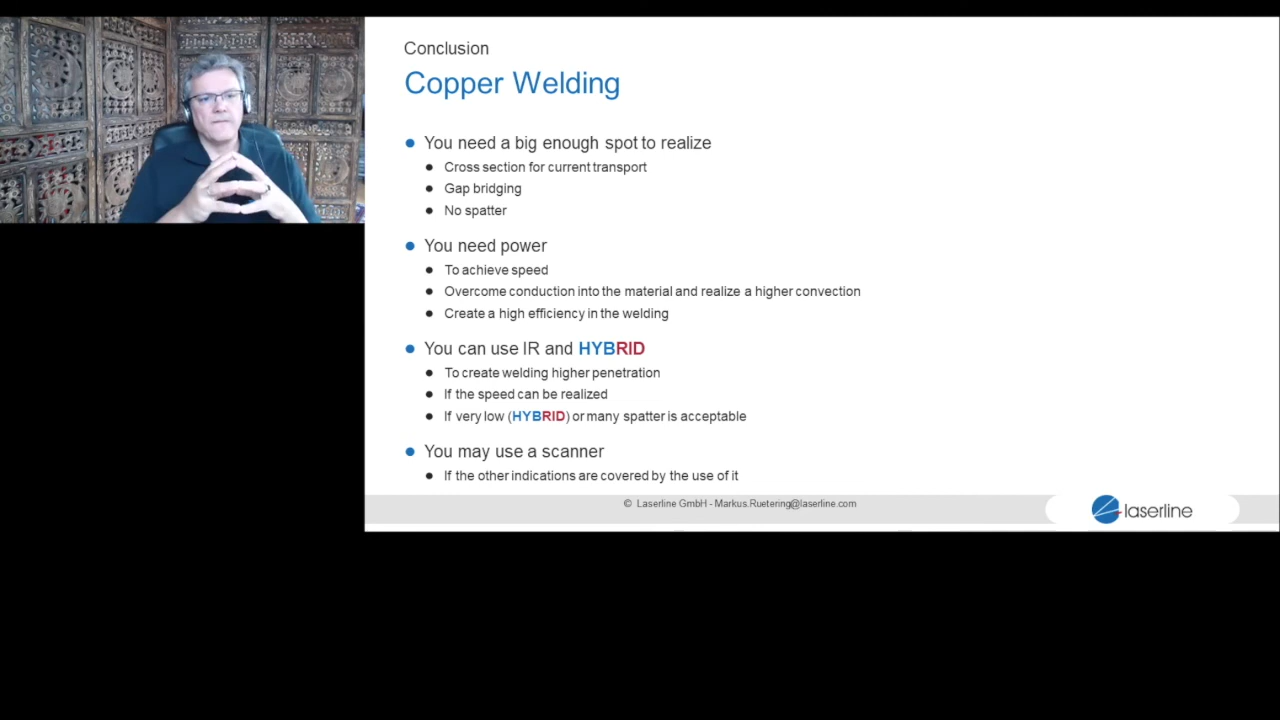 Conclusion
Copper Welding
You need a big enough spot to realize
Cross section for current transport
Gap bridging
No spatter
You need power
To achieve speed
Overcome conduction into the material and realize a higher convection
Create a high efficiency in the welding
You can use IR and HYBRID
To create welding higher penetration
If the speed can be realized
If very low (HYBRID) or many spatter is acceptable
You may use a scanner
If the other indications are covered by the use of it
© Laserline GmbH - Markus.Ruetering@laserline.com
laserline